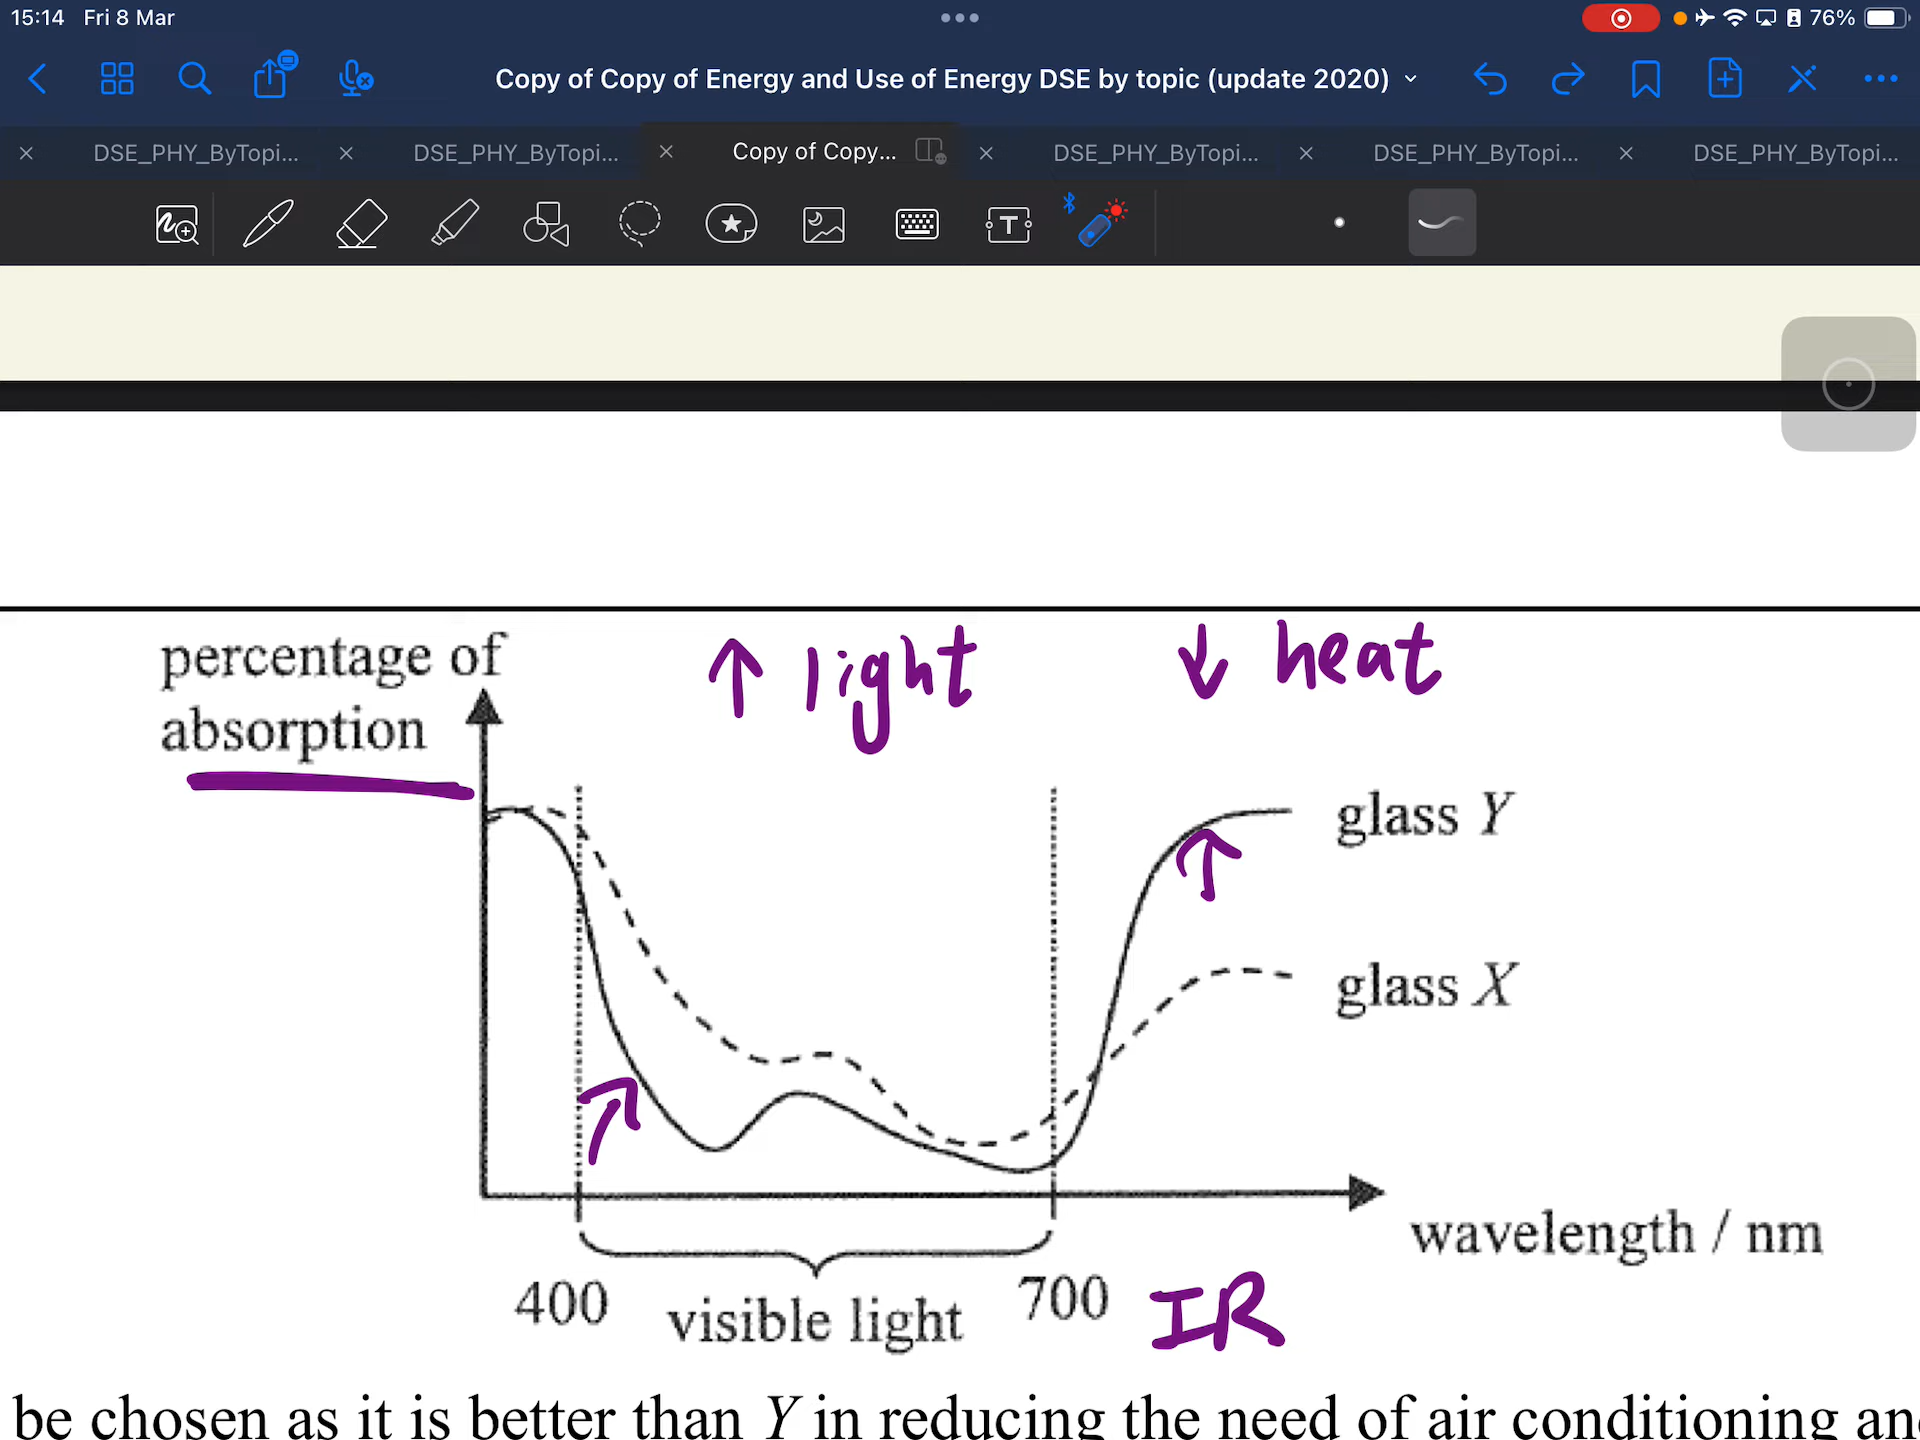 15:14 Fri 8 Mar
76%
Copy of Copy of Energy and Use of Energy DSE by topic (update 2020)
DSE_PHY_ByTopi... DSE_PHY_ByTopi... Copy of Copy... DSE_PHY_ByTopi... DSE_PHY_ByTopi... DSE_PHY_ByTopi...
T
percentage of
absorption
↑ light ↓ heat
glass Y
glass X
wavelength / nm
400 visible light 700 IR
be chosen as it is better than Y in reducing the need of air conditioning an